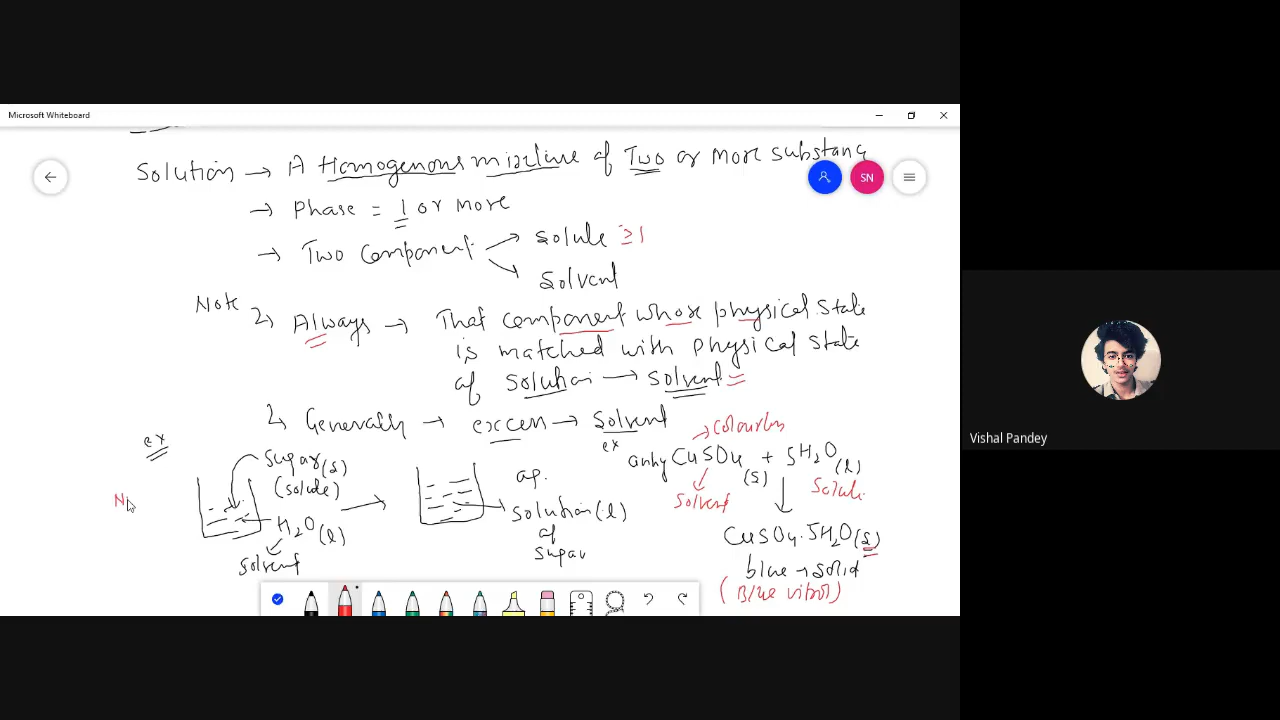 Microsoft Whiteboard
Solution → A Homogenous mixture of Two or more substanc
SN
→ Phase = 1 or more
→ Two Component
Solute ≥1
Solvent
Note
Always → That component whose physical state
is matched with physical state
of solution → solvent =
Generally → excess → Solvent
ex
ex
→ colourless
anhy CuSO4 (s) + 5H2O (l)
Solvent
Solute
CuSO4.5H2O (s)
blue → solid
(Blue vitrol)
Sugar(s)
(solute)
H2O (l)
Solvent
aq.
solution (l)
of
sugar
N
Vishal Pandey